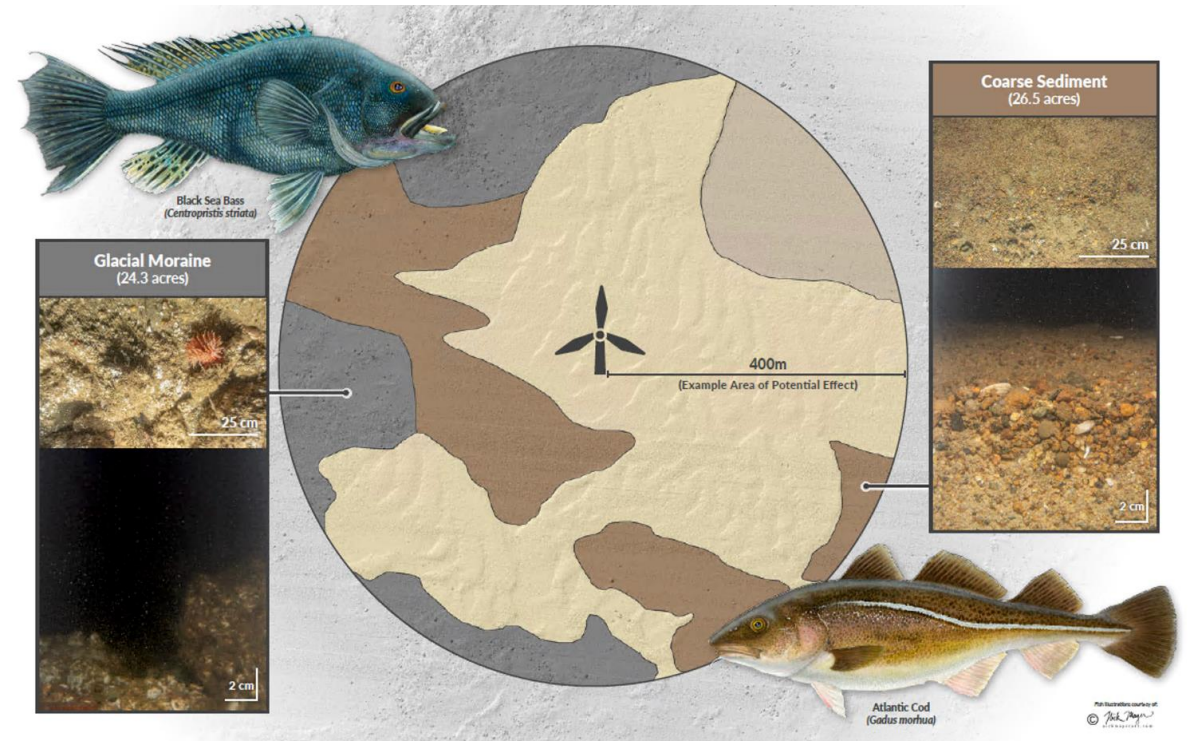 Black Sea Bass
(Centropristis striata)
Glacial Moraine
(24.3 acres)
25 cm
2 cm
400m
(Example Area of Potential Effect)
Coarse Sediment
(26.5 acres)
25 cm
2 cm
Atlantic Cod
(Gadus morhua)
Fish illustrations courtesy of:
©